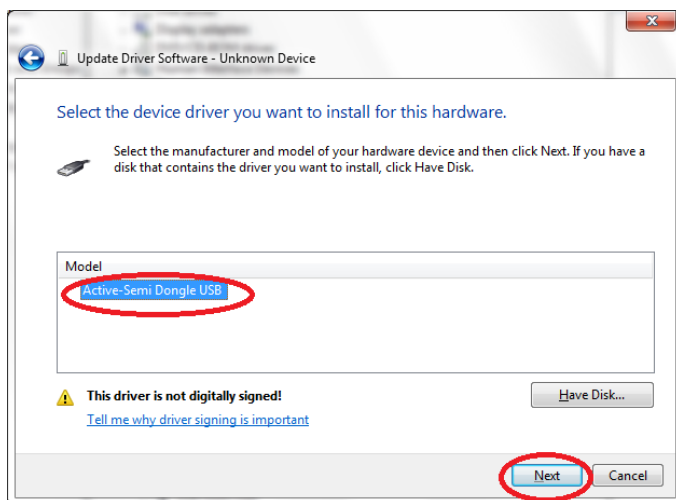 Update Driver Software - Unknown Device
Select the device driver you want to install for this hardware.
Select the manufacturer and model of your hardware device and then click Next. If you have a
disk that contains the driver you want to install, click Have Disk.
Model
Active-Semi Dongle USB
This driver is not digitally signed!
Have Disk...
Tell me why driver signing is important
Next Cancel